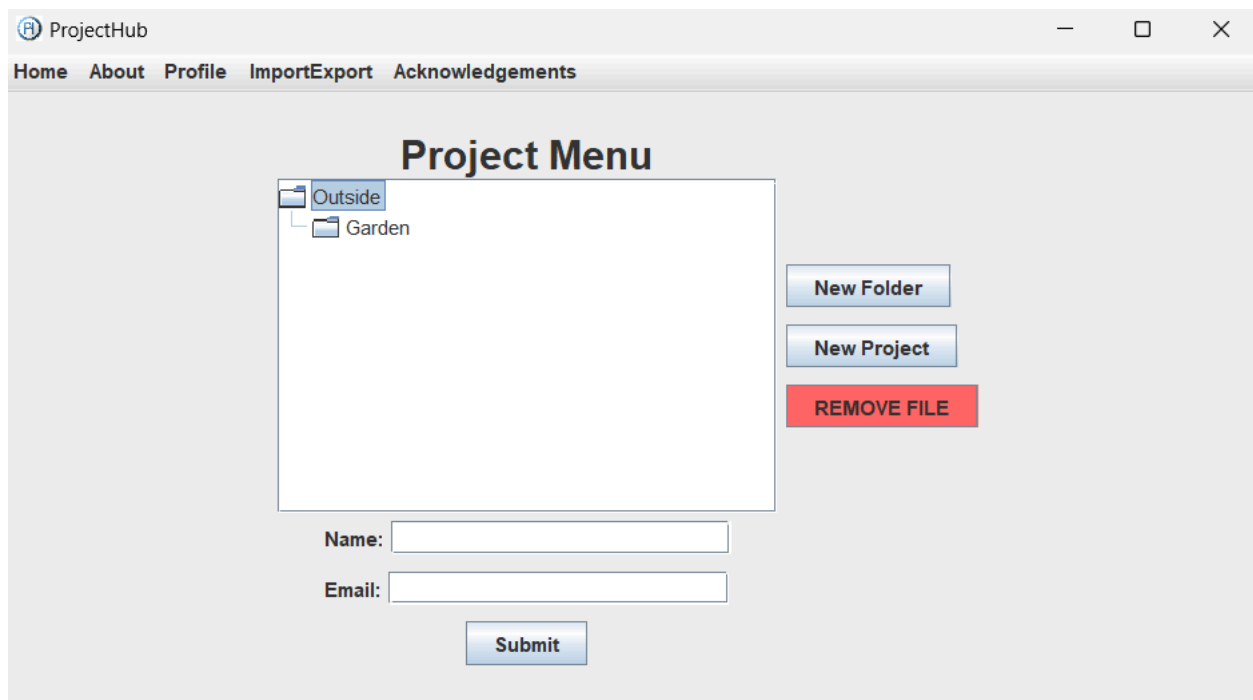 ProjectHub
Home About Profile ImportExport Acknowledgements
Project Menu
Outside
Garden
New Folder
New Project
REMOVE FILE
Name:
Email:
Submit